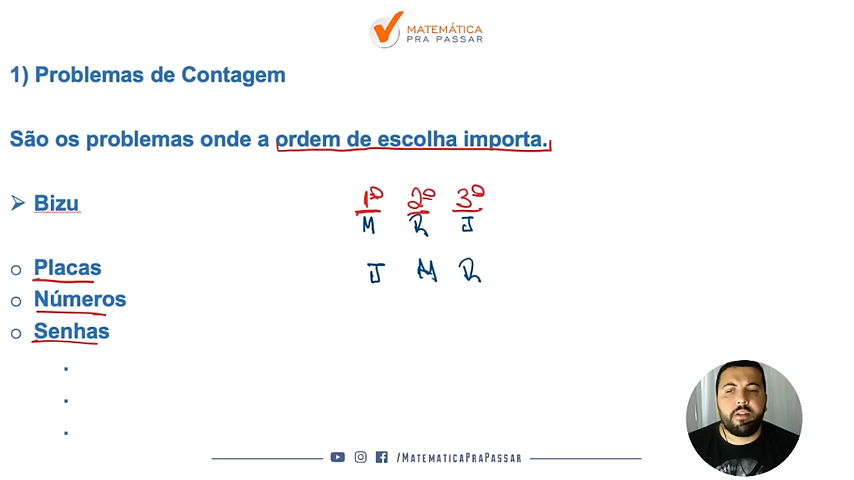 MATEMÁTICA
PRA PASSAR
1) Problemas de Contagem
São os problemas onde a ordem de escolha importa.
Bizu
1º 2º 3º
M R J
J M R
Placas
Números
Senhas
.
.
.
/MATEMATICAPRAPASSAR